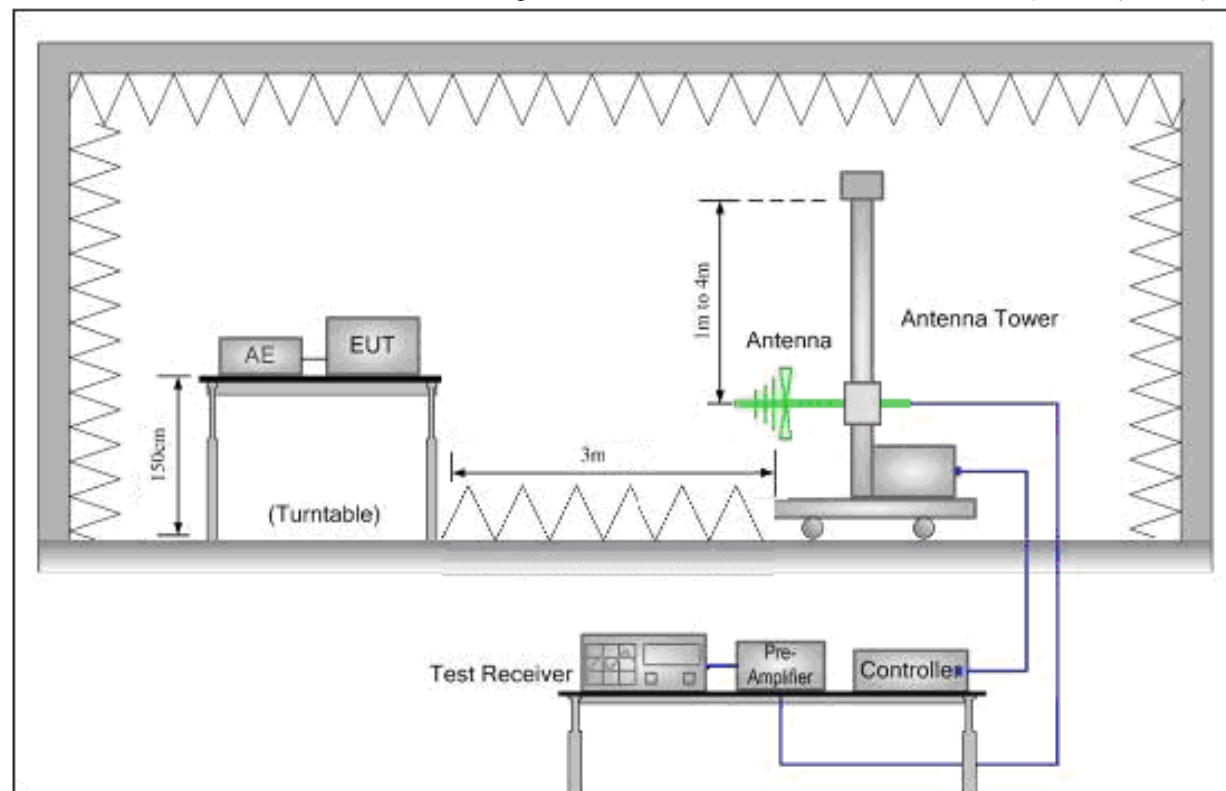 1m to 4m
Antenna Tower
Antenna
AE
EUT
150cm
3m
(Turntable)
Test Receiver
Pre-
Amplifier
Controller